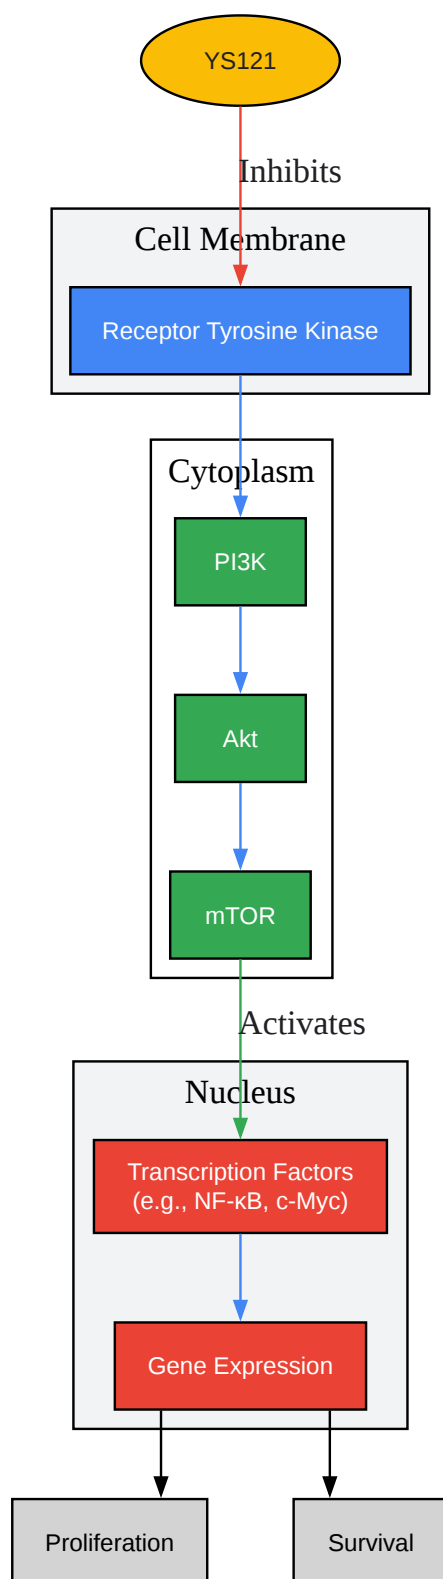 YS121
Inhibits
Cell Membrane
Receptor Tyrosine Kinase
Cytoplasm
PI3K
Akt
mTOR
Activates
Nucleus
Transcription Factors
(e.g., NF-κB, c-Myc)
Gene Expression
Proliferation
Survival